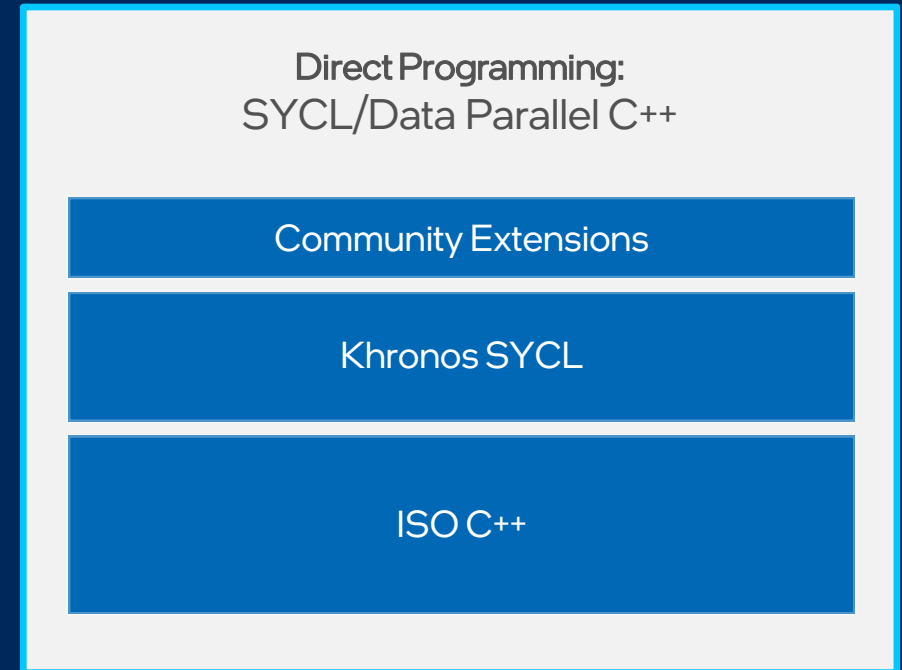 Direct Programming:
SYCL/Data Parallel C++
Community Extensions
Khronos SYCL
ISO C++